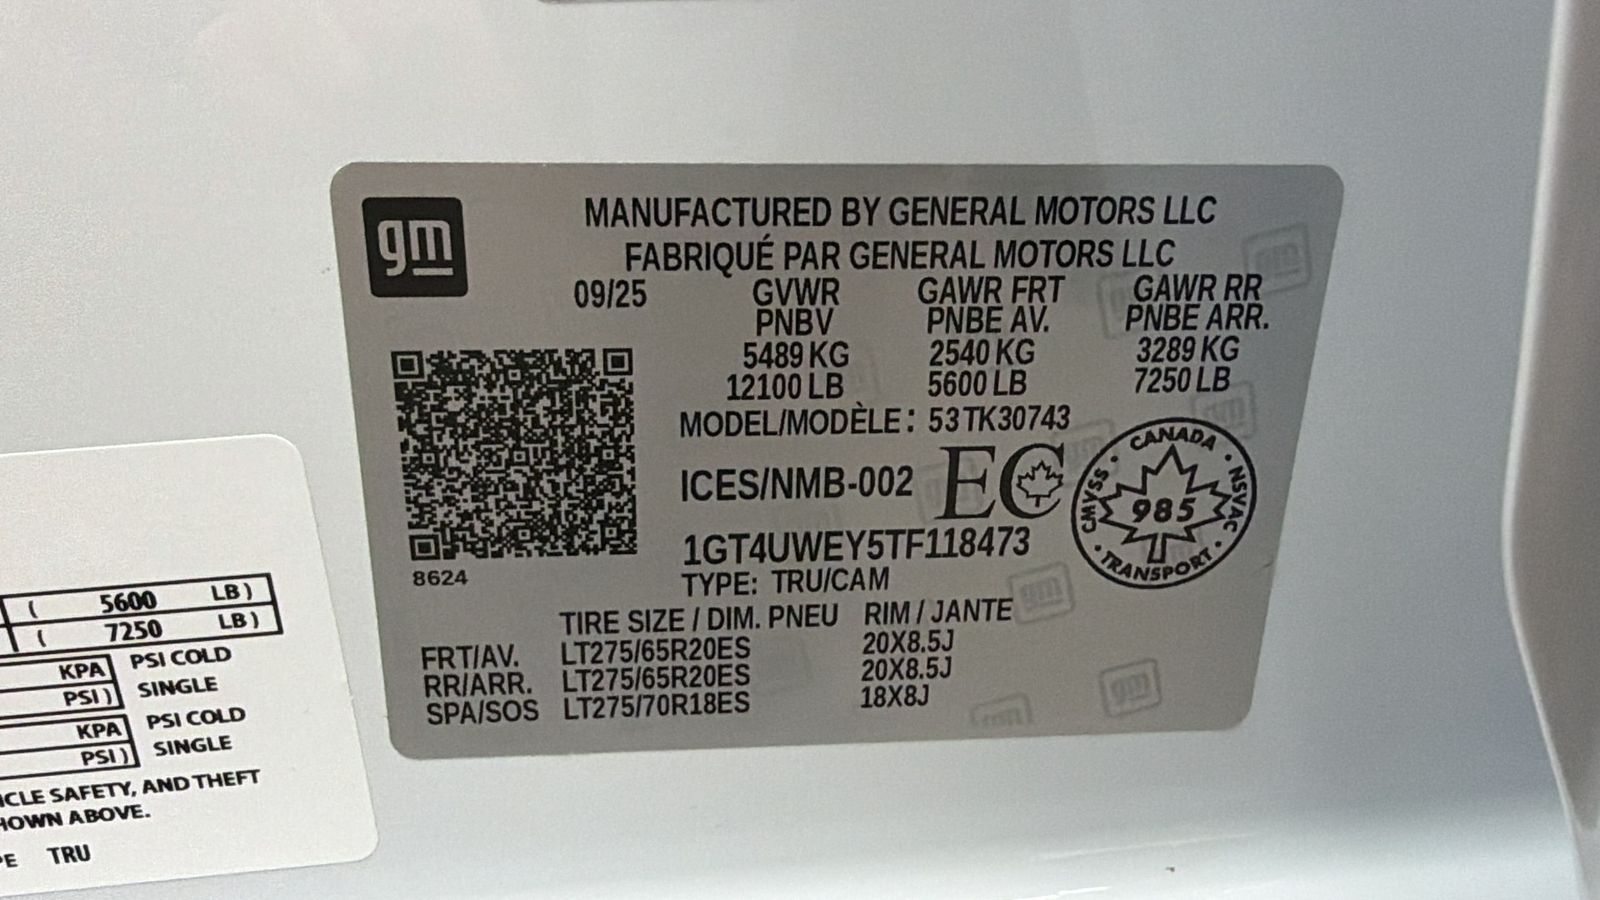 gm
MANUFACTURED BY GENERAL MOTORS LLC
FABRIQUÉ PAR GENERAL MOTORS LLC
09/25 GVWR GAWR FRT GAWR RR
PNBV PNBE AV. PNBE ARR.
5489 KG 2540 KG 3289 KG
12100 LB 5600 LB 7250 LB
MODEL/MODÈLE: 53TK30743
ICES/NMB-002 EC
CANADA
CMVSS NSVAC
985
TRANSPORT
1GT4UWEY5TF118473
8624
TYPE: TRU/CAM
TIRE SIZE / DIM. PNEU RIM / JANTE
FRT/AV. LT275/65R20ES 20X8.5J
RR/ARR. LT275/65R20ES 20X8.5J
SPA/SOS LT275/70R18ES 18X8J
( 5600 LB)
( 7250 LB)
KPA PSI COLD
PSI) SINGLE
KPA PSI COLD
PSI) SINGLE
SAFETY, AND THEFT
ABOVE.
TRU